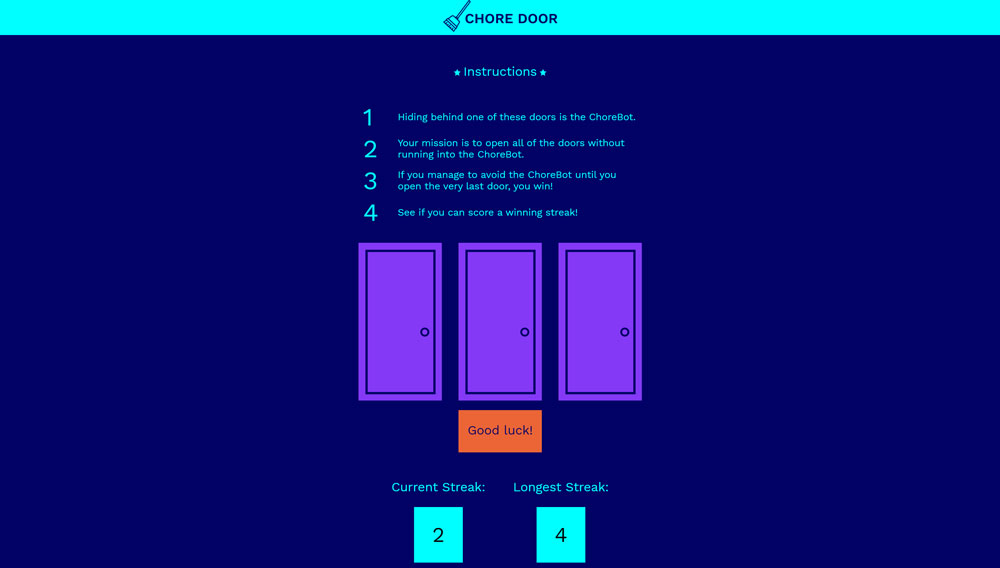 CHORE DOOR
Instructions
1
Hiding behind one of these doors is the ChoreBot.
2
Your mission is to open all of the doors without
running into the ChoreBot.
3
If you manage to avoid the ChoreBot until you
open the very last door, you win!
4
See if you can score a winning streak!
Good luck!
Current Streak:
Longest Streak:
2
4